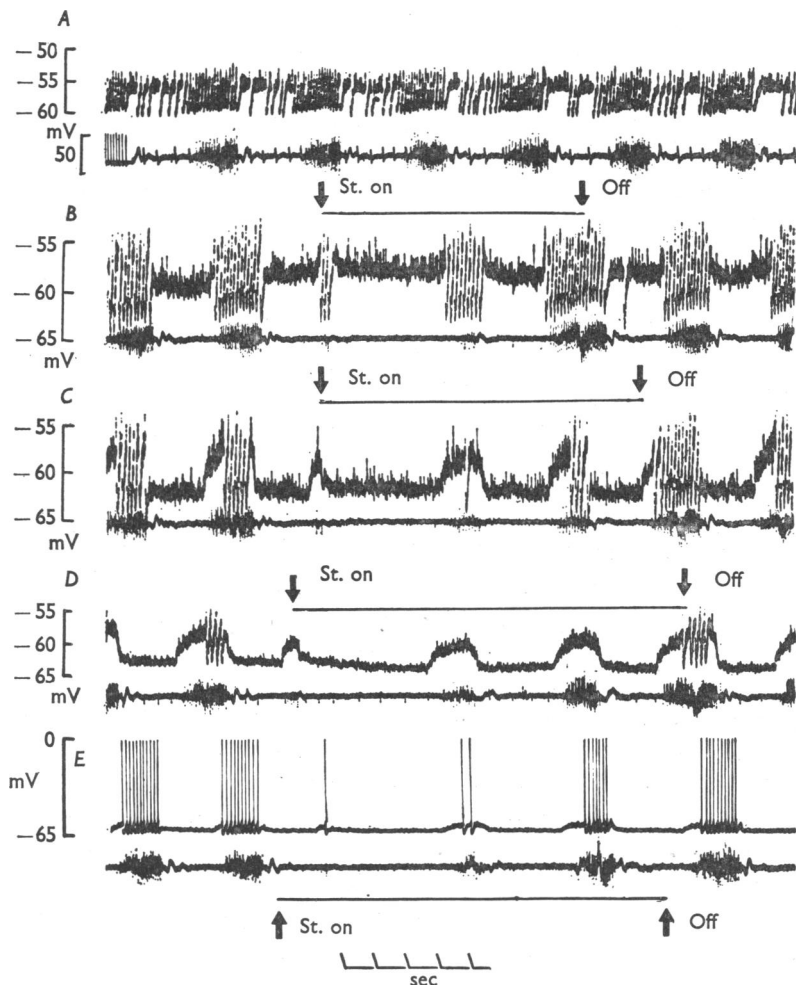 A
— 50
— 55
— 60
mV
50
St. on Off
B
— 55
— 60
— 65
mV
St. on Off
C
— 55
— 60
— 65
mV
St. on Off
D
— 55
— 60
— 65
mV
0
E
mV
— 65
St. on Off
sec